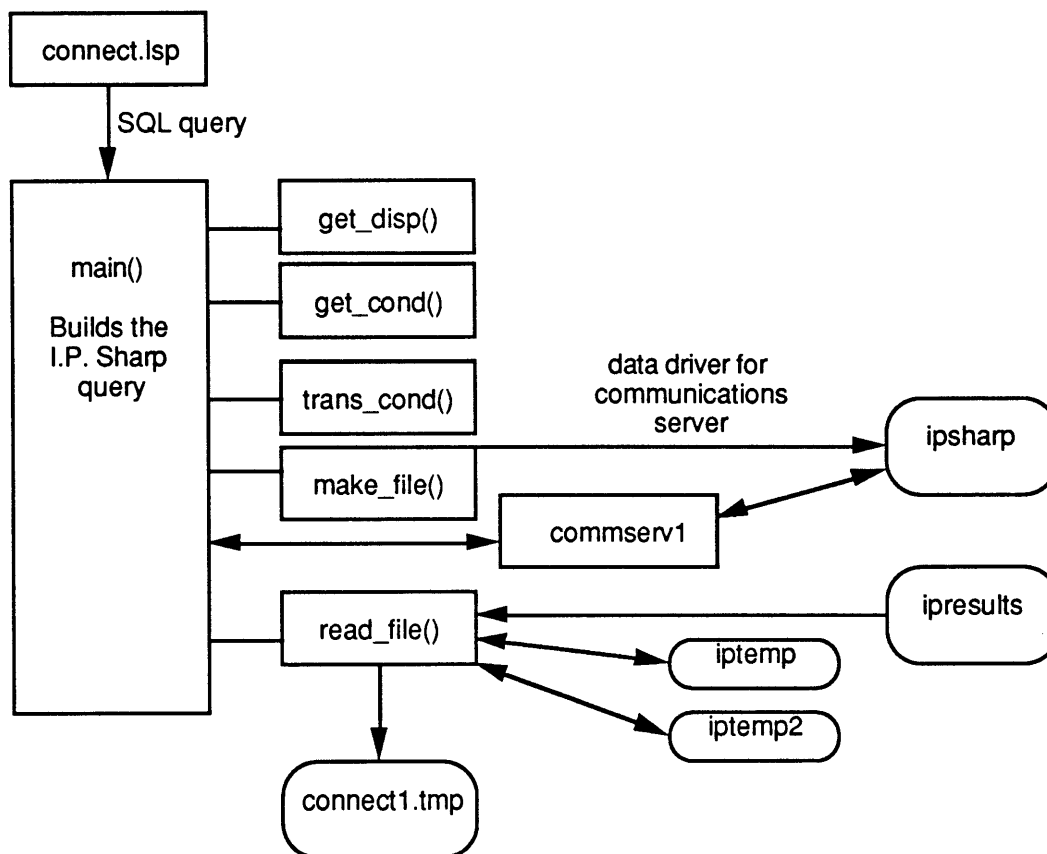 connect.lsp
SQL query
main()
Builds the
I.P. Sharp
query
get_disp()
get_cond()
trans_cond()
make_file()
data driver for
communications
server
ipsharp
commserv1
ipresults
read_file()
iptemp
iptemp2
connect1.tmp